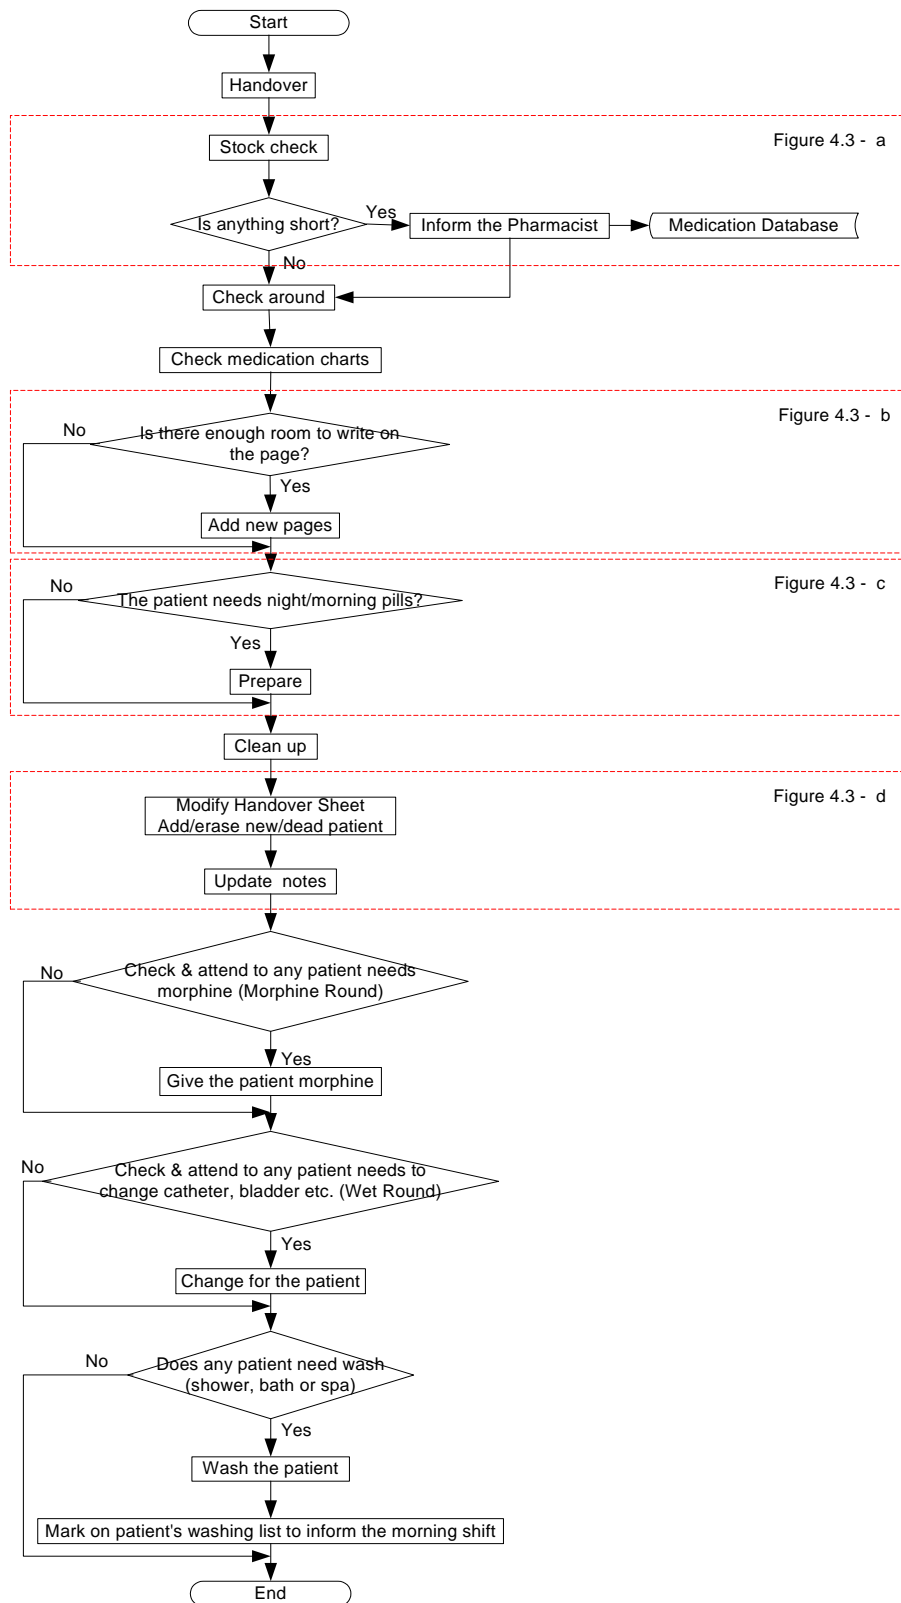 Start
Handover
Figure 4.3 - a
Stock check
Is anything short?
Yes
Inform the Pharmacist
Medication Database
No
Check around
Check medication charts
Figure 4.3 - b
No
Is there enough room to write on
the page?
Yes
Add new pages
Figure 4.3 - c
No
The patient needs night/morning pills?
Yes
Prepare
Clean up
Figure 4.3 - d
Modify Handover Sheet
Add/erase new/dead patient
Update notes
No
Check & attend to any patient needs
morphine (Morphine Round)
Yes
Give the patient morphine
No
Check & attend to any patient needs to
change catheter, bladder etc. (Wet Round)
Yes
Change for the patient
No
Does any patient need wash
(shower, bath or spa)
Yes
Wash the patient
Mark on patient's washing list to inform the morning shift
End